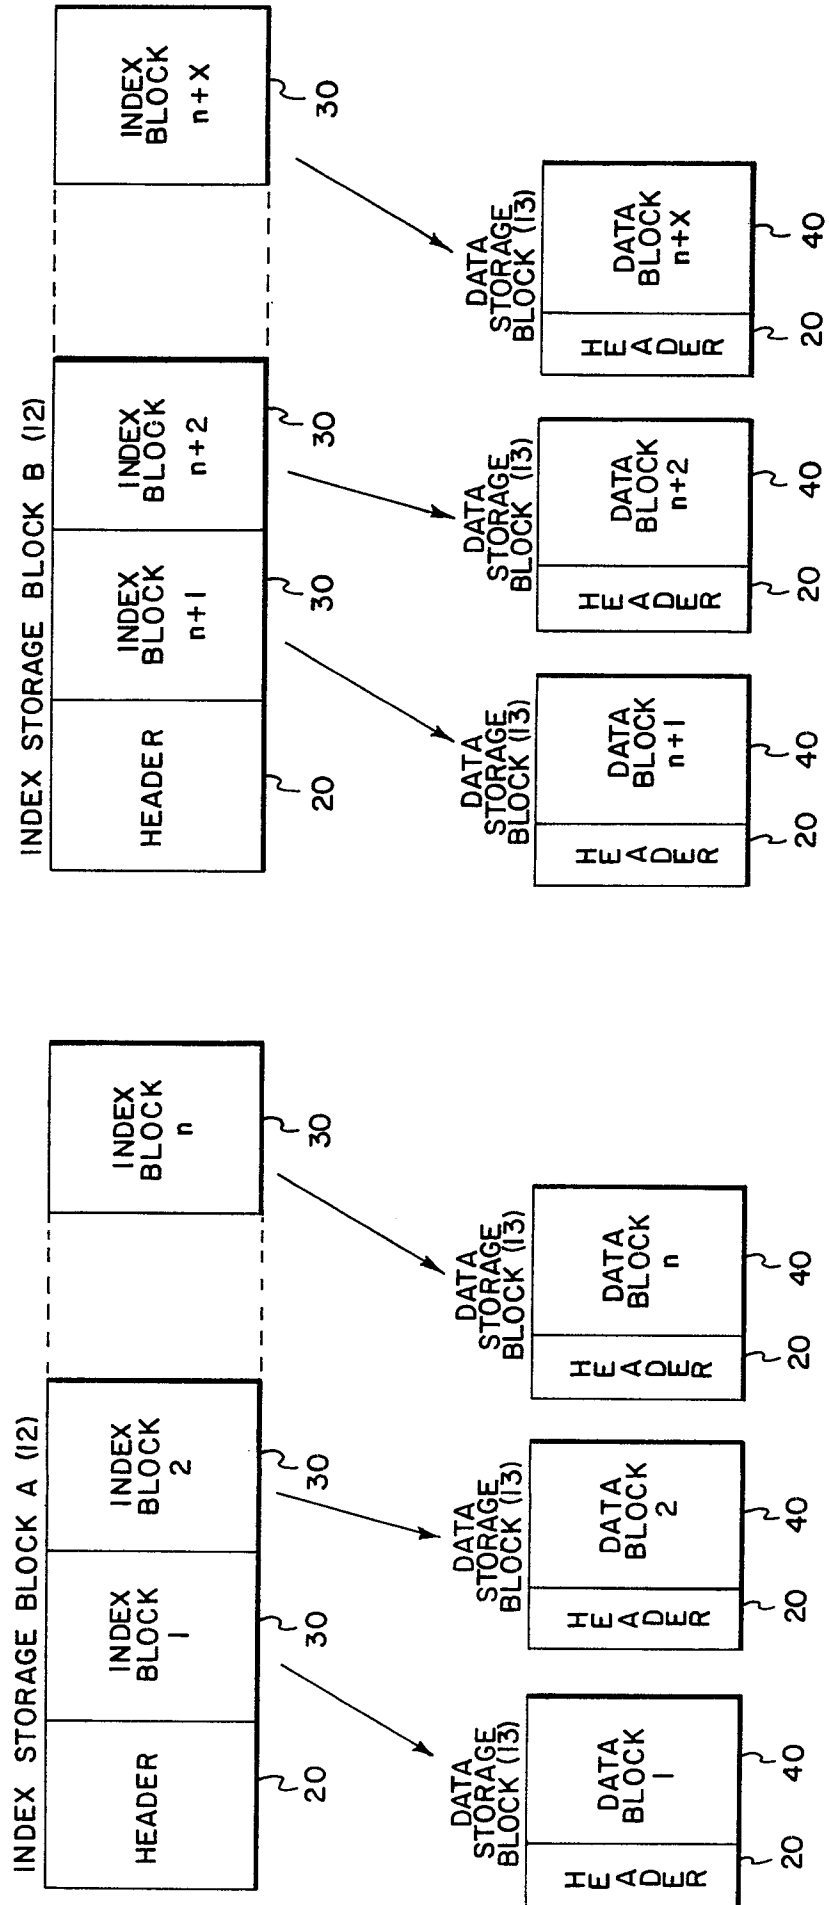 INDEX STORAGE BLOCK A (12)
HEADER
INDEX
BLOCK
1
INDEX
BLOCK
2
INDEX
BLOCK
n
20
30
30
30
DATA
STORAGE
BLOCK (13)
DATA
STORAGE
BLOCK (13)
DATA
STORAGE
BLOCK (13)
HEADER
DATA
BLOCK
1
HEADER
DATA
BLOCK
2
HEADER
DATA
BLOCK
n
20
40
20
40
20
40
INDEX STORAGE BLOCK B (12)
HEADER
INDEX
BLOCK
n+1
INDEX
BLOCK
n+2
INDEX
BLOCK
n+X
20
30
30
30
DATA
STORAGE
BLOCK (13)
DATA
STORAGE
BLOCK (13)
DATA
STORAGE
BLOCK (13)
HEADER
DATA
BLOCK
n+1
HEADER
DATA
BLOCK
n+2
HEADER
DATA
BLOCK
n+X
20
40
20
40
20
40